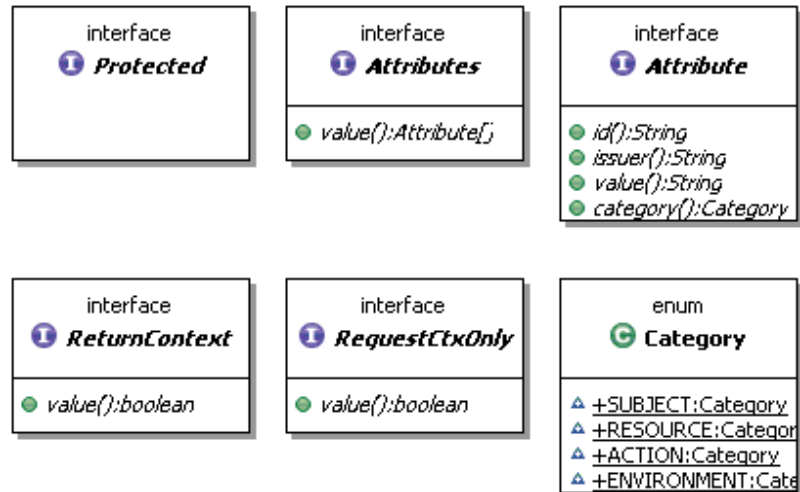 interface
I Protected
interface
I Attributes
value():Attribute[]
interface
I Attribute
id():String
issuer():String
value():String
category():Category
interface
I ReturnContext
value():boolean
interface
I RequestCtxOnly
value():boolean
enum
C Category
+SUBJECT:Category
+RESOURCE:Categor
+ACTION:Category
+ENVIRONMENT:Cate